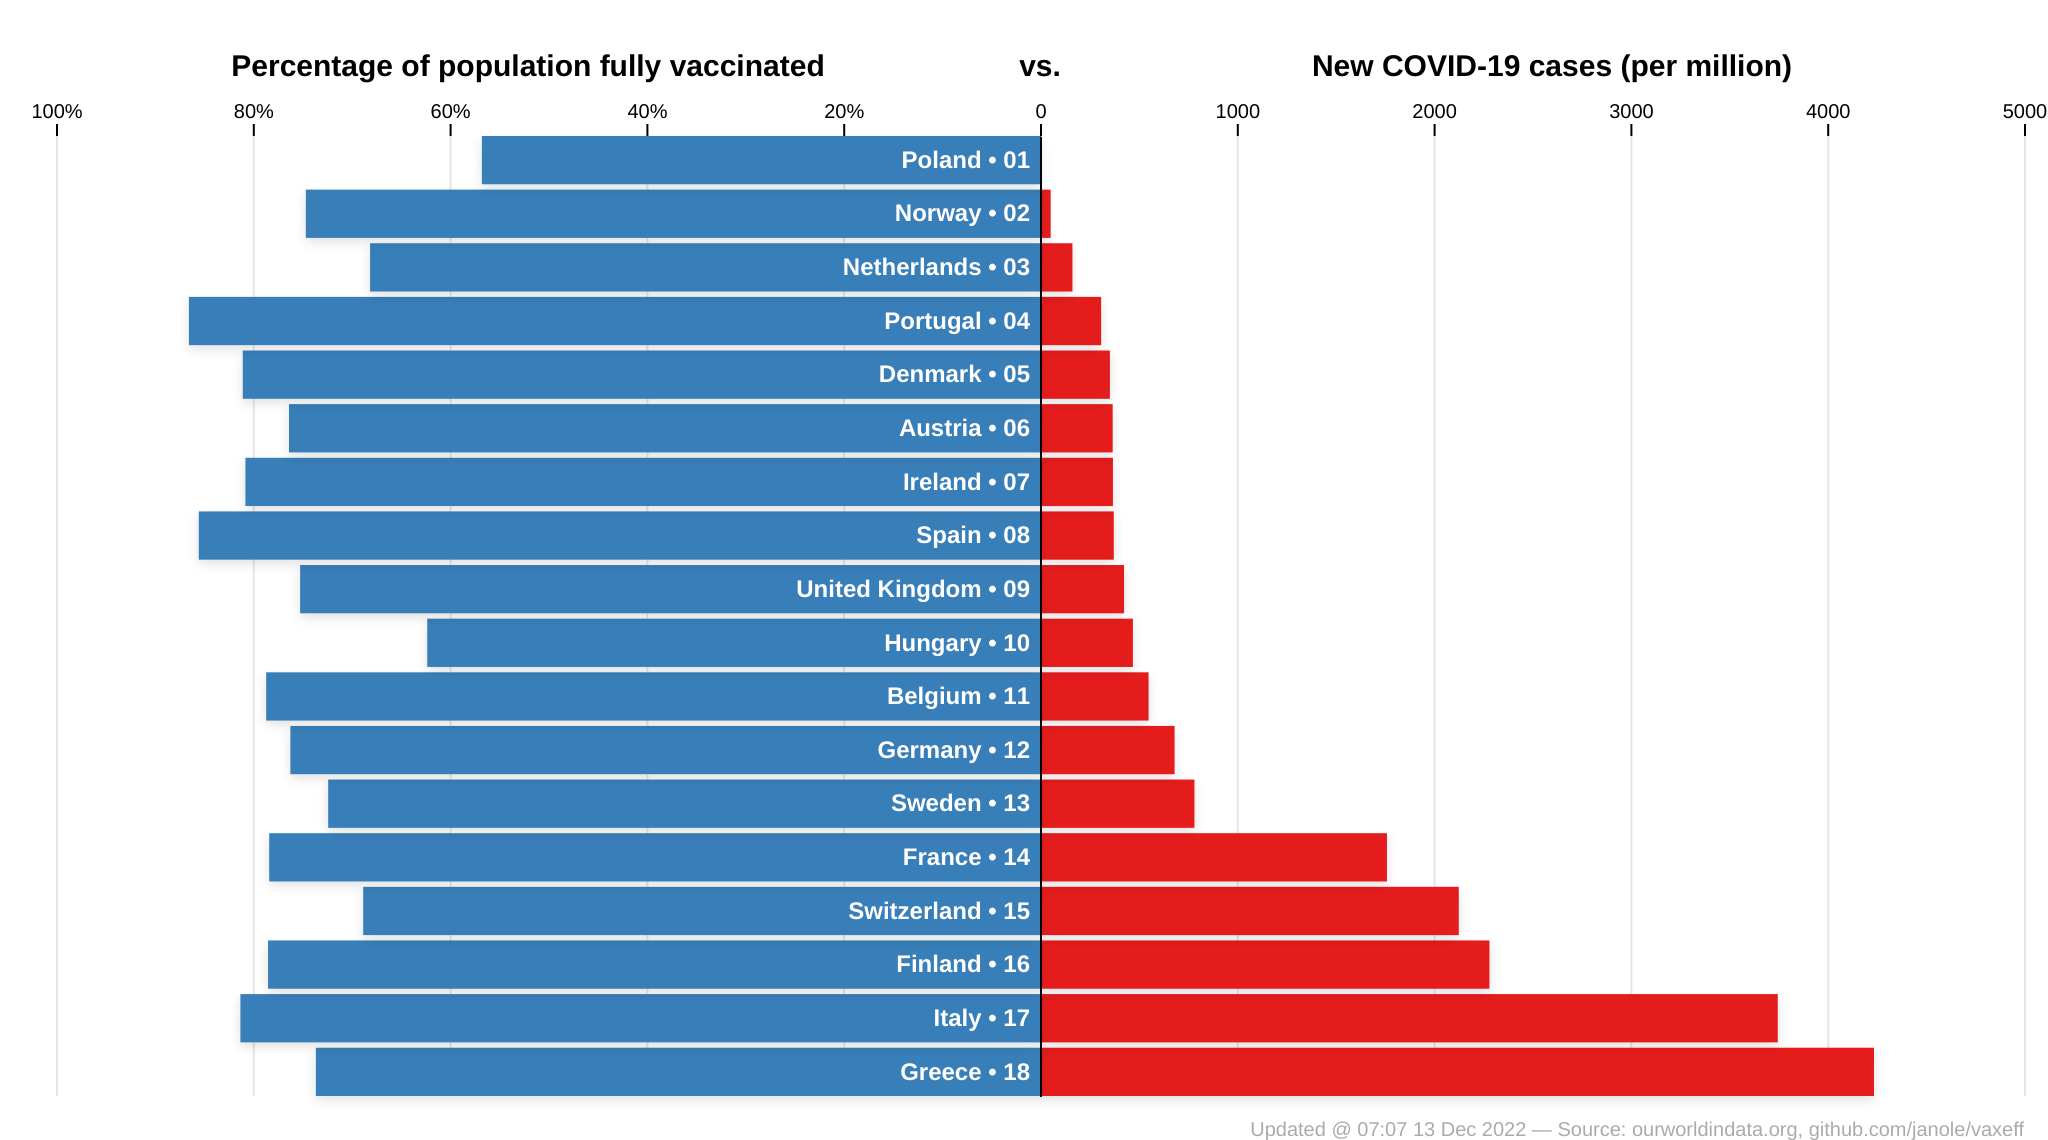 Percentage of population fully vaccinated vs. New COVID-19 cases (per million)
100% 80% 60% 40% 20% 0 1000 2000 3000 4000 5000
Poland • 01
Norway • 02
Netherlands • 03
Portugal • 04
Denmark • 05
Austria • 06
Ireland • 07
Spain • 08
United Kingdom • 09
Hungary • 10
Belgium • 11
Germany • 12
Sweden • 13
France • 14
Switzerland • 15
Finland • 16
Italy • 17
Greece • 18
Updated @ 07:07 13 Dec 2022 — Source: ourworldindata.org, github.com/janole/vaxeff